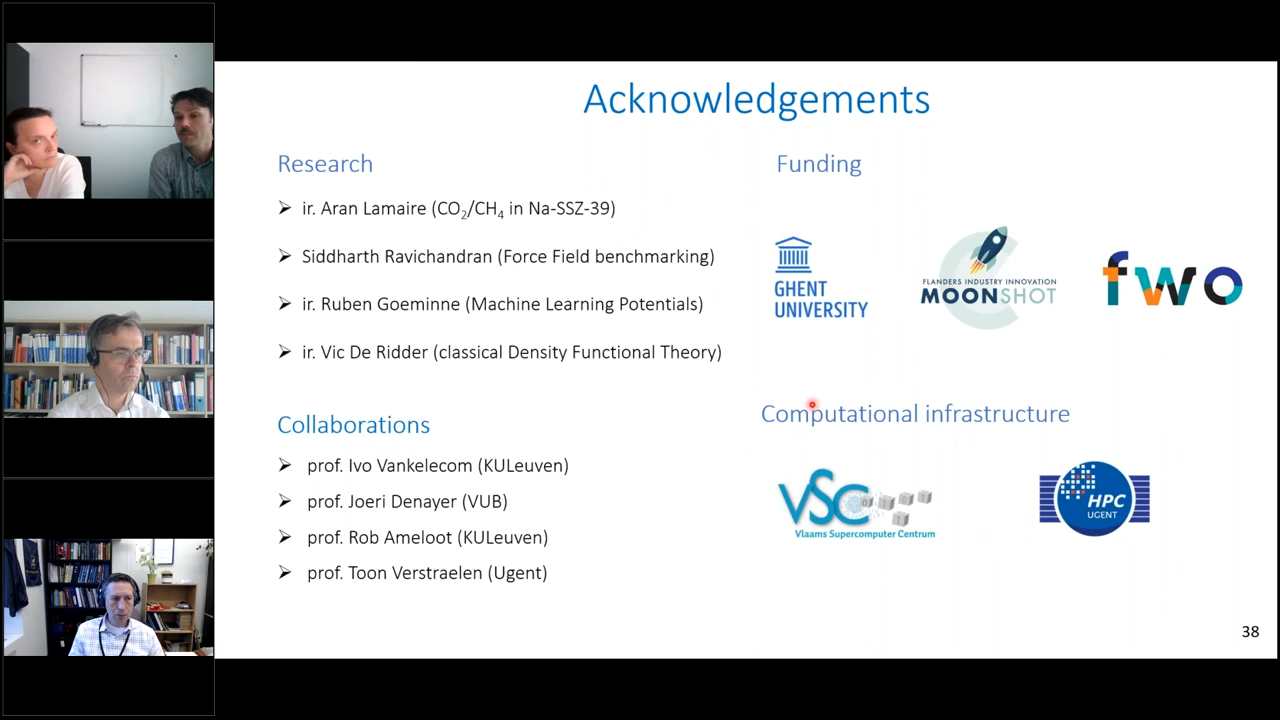 Acknowledgements
Research
➢ ir. Aran Lamaire (CO₂/CH₄ in Na-SSZ-39)
➢ Siddharth Ravichandran (Force Field benchmarking)
➢ ir. Ruben Goeminne (Machine Learning Potentials)
➢ ir. Vic De Ridder (classical Density Functional Theory)
Collaborations
➢ prof. Ivo Vankelecom (KULeuven)
➢ prof. Joeri Denayer (VUB)
➢ prof. Rob Ameloot (KULeuven)
➢ prof. Toon Verstraelen (Ugent)
Funding
GHENT
UNIVERSITY
FLANDERS INDUSTRY INNOVATION
MOONSHOT
fwo
Computational infrastructure
VSC
Vlaams Supercomputer Centrum
HPC
UGENT
38